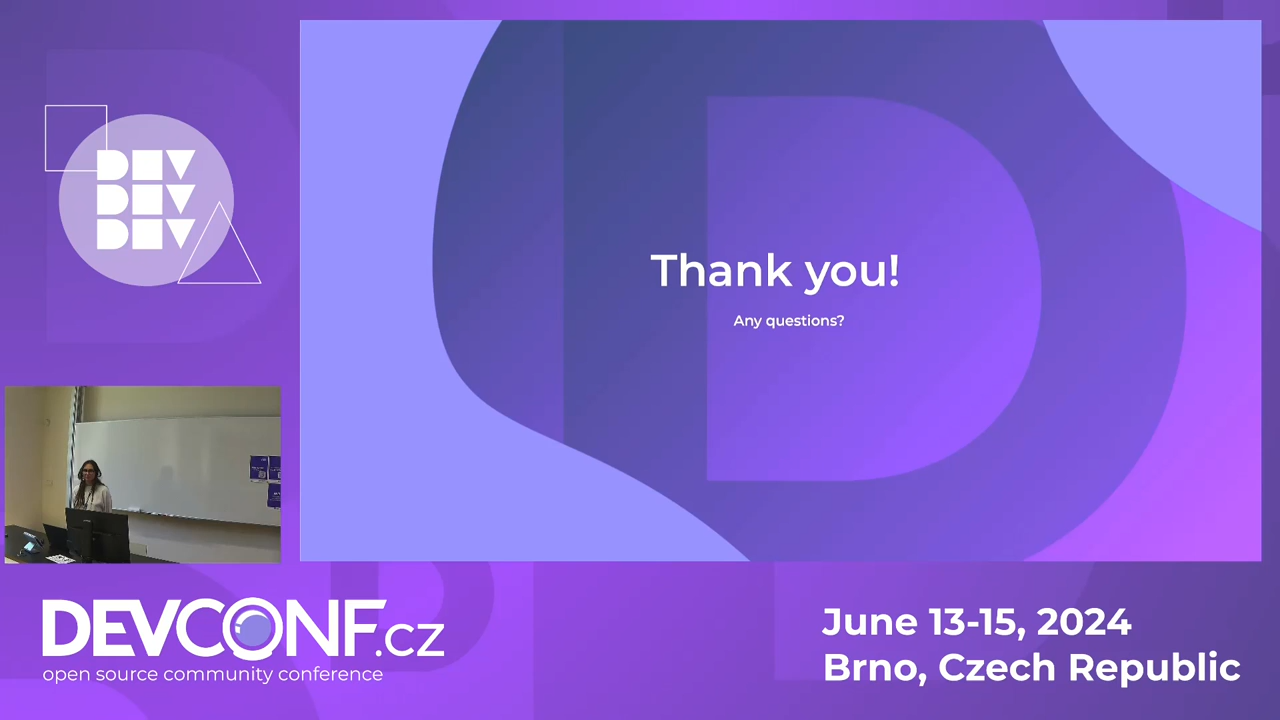 DEV
DEV
DEV
Thank you!
Any questions?
DEVCONF.cz
open source community conference
June 13-15, 2024
Brno, Czech Republic